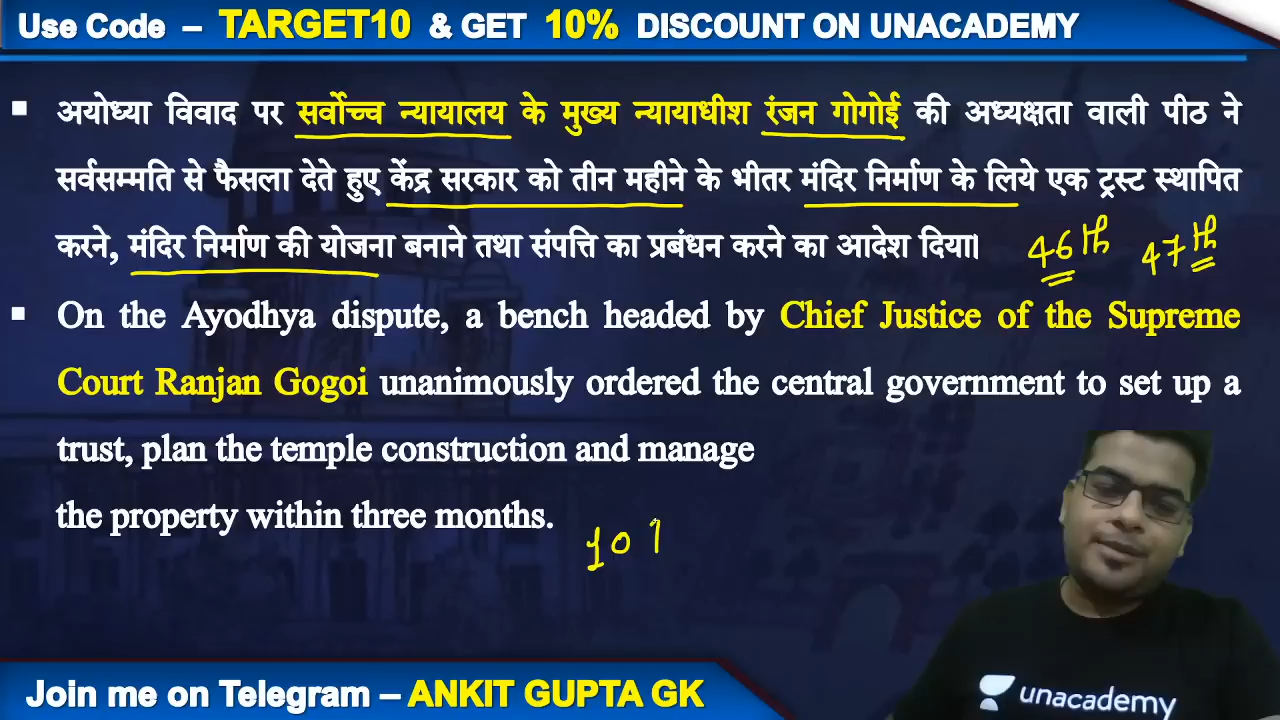 Use Code – TARGET10 & GET 10% DISCOUNT ON UNACADEMY
▪ अयोध्या विवाद पर सर्वोच्च न्यायालय के मुख्य न्यायाधीश रंजन गोगोई की अध्यक्षता वाली पीठ ने
सर्वसम्मति से फैसला देते हुए केंद्र सरकार को तीन महीने के भीतर मंदिर निर्माण के लिये एक ट्रस्ट स्थापित
करने, मंदिर निर्माण की योजना बनाने तथा संपत्ति का प्रबंधन करने का आदेश दिया।
46th 47th
▪ On the Ayodhya dispute, a bench headed by Chief Justice of the Supreme
Court Ranjan Gogoi unanimously ordered the central government to set up a
trust, plan the temple construction and manage
the property within three months.
101
unacademy
Join me on Telegram – ANKIT GUPTA GK